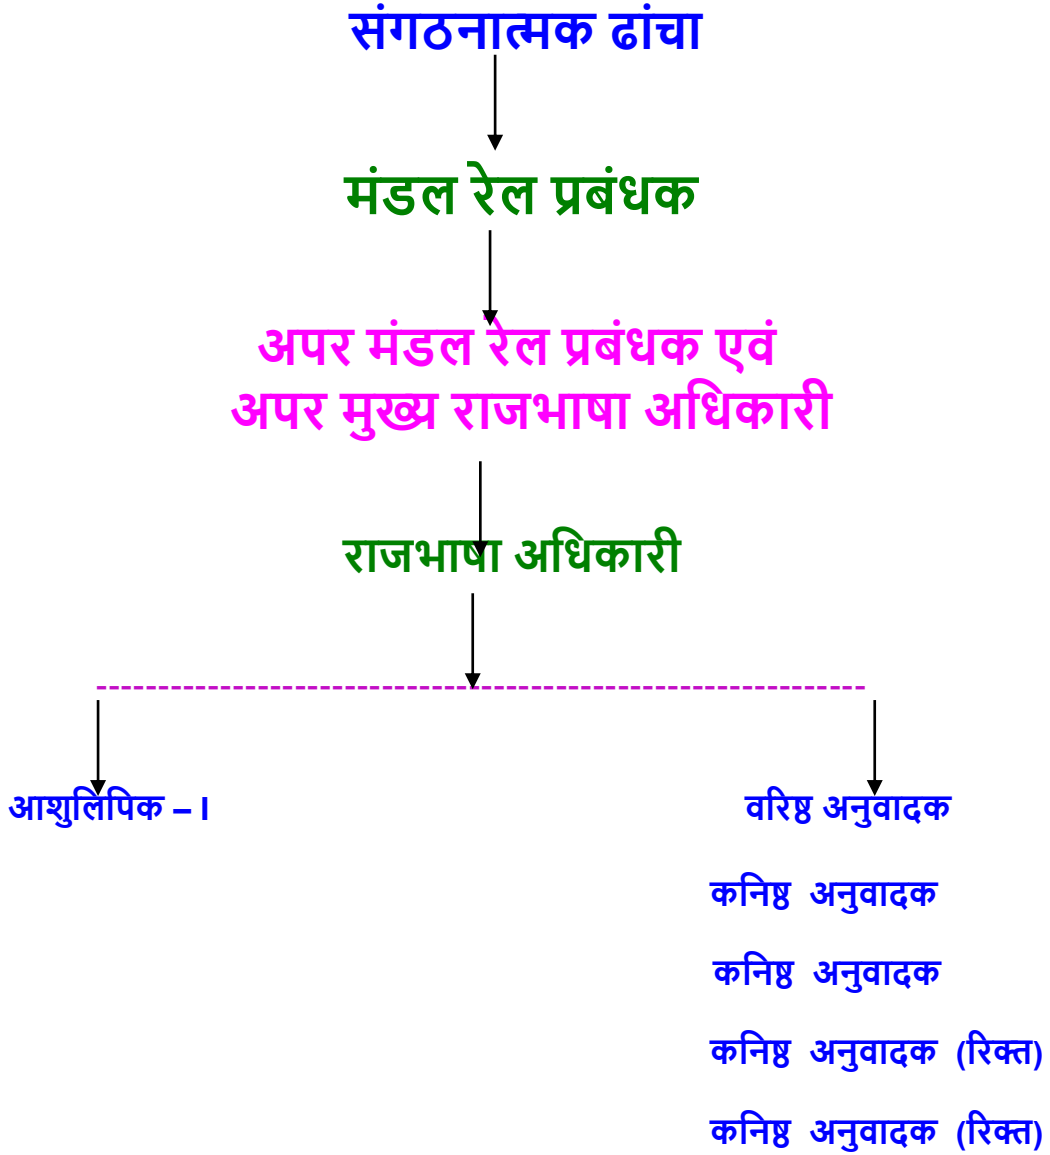 संगठनात्मक ढांचा
मंडल रेल प्रबंधक
अपर मंडल रेल प्रबंधक एवं
अपर मुख्य राजभाषा अधिकारी
राजभाषा अधिकारी
आशुलिपिक – I
वरिष्ठ अनुवादक
कनिष्ठ अनुवादक
कनिष्ठ अनुवादक
कनिष्ठ अनुवादक (रिक्त)
कनिष्ठ अनुवादक (रिक्त)